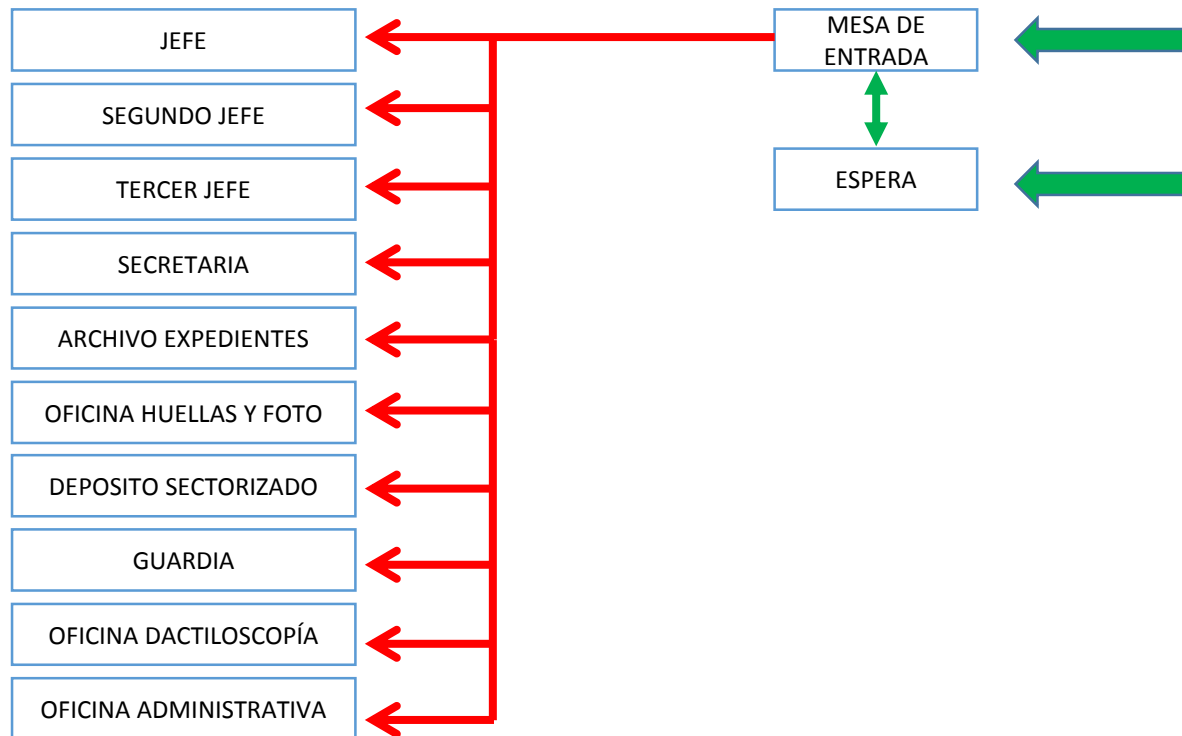 JEFE
MESA DE
ENTRADA
SEGUNDO JEFE
TERCER JEFE
ESPERA
SECRETARIA
ARCHIVO EXPEDIENTES
OFICINA HUELLAS Y FOTO
DEPOSITO SECTORIZADO
GUARDIA
OFICINA DACTILOSCOPÍA
OFICINA ADMINISTRATIVA